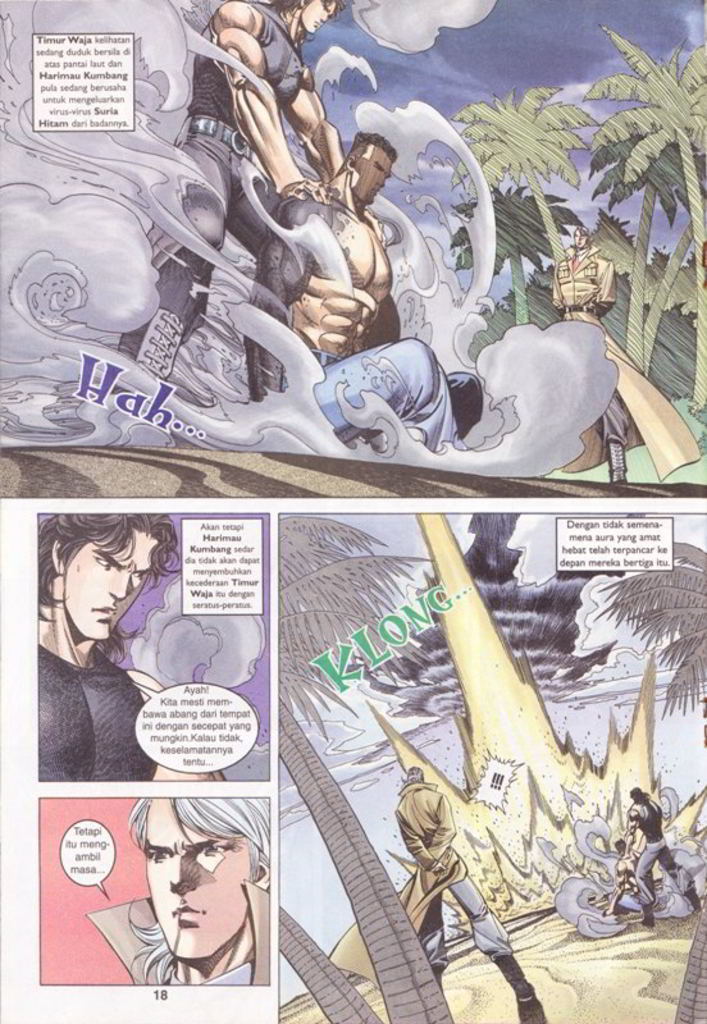 Timur Waja kelihatan
sedang duduk bersila di
atas pantai laut dan
Harimau Kumbang
pula sedang berusaha
untuk mengeluarkan
virus-virus Suria
Hitam dari badannya.
Hah...
Akan tetapi
Harimau
Kumbang sedar
dia tidak akan dapat
menyembuhkan
kecederaan Timur
Waja itu dengan
seratus-peratus.
Ayah!
Kita mesti mem-
bawa abang dari tempat
ini dengan secepat yang
mungkin.Kalau tidak,
keselamatannya
tentu...
Tetapi
itu meng-
ambil
masa...
Dengan tidak semena-
mena aura yang amat
hebat telah terpancar ke
depan mereka bertiga itu.
KLONG...
!!!
18